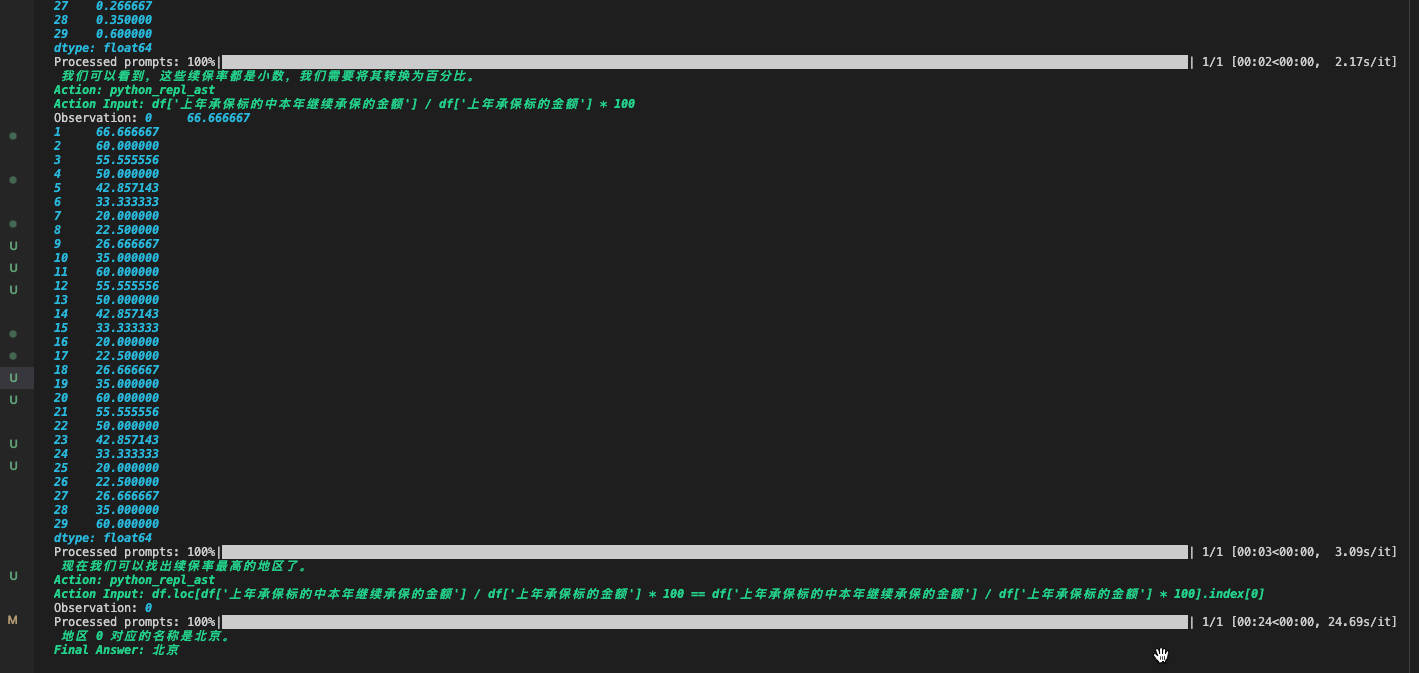 27    0.266667
28    0.350000
29    0.600000
dtype: float64
Processed prompts: 100%| | 1/1 [00:02<00:00,  2.17s/it]
我们可以看到，这些续保率都是小数，我们需要将其转换为百分比。
Action: python_repl_ast
Action Input: df['上年承保标的中本年继续承保的金额'] / df['上年承保标的金额'] * 100
Observation: 0     66.666667
1     66.666667
2     60.000000
3     55.555556
4     50.000000
5     42.857143
6     33.333333
7     20.000000
8     22.500000
9     26.666667
10    35.000000
11    60.000000
12    55.555556
13    50.000000
14    42.857143
15    33.333333
16    20.000000
17    22.500000
18    26.666667
19    35.000000
20    60.000000
21    55.555556
22    50.000000
23    42.857143
24    33.333333
25    20.000000
26    22.500000
27    26.666667
28    35.000000
29    60.000000
dtype: float64
Processed prompts: 100%| | 1/1 [00:03<00:00,  3.09s/it]
现在我们可以找出续保率最高的地区了。
Action: python_repl_ast
Action Input: df.loc[df['上年承保标的中本年继续承保的金额'] / df['上年承保标的金额'] * 100 == df['上年承保标的中本年继续承保的金额'] / df['上年承保标的金额'] * 100].index[0]
Observation: 0
Processed prompts: 100%| | 1/1 [00:24<00:00, 24.69s/it]
地区 0 对应的名称是北京。
Final Answer: 北京
U
U
U
U
U
U
U
U
M